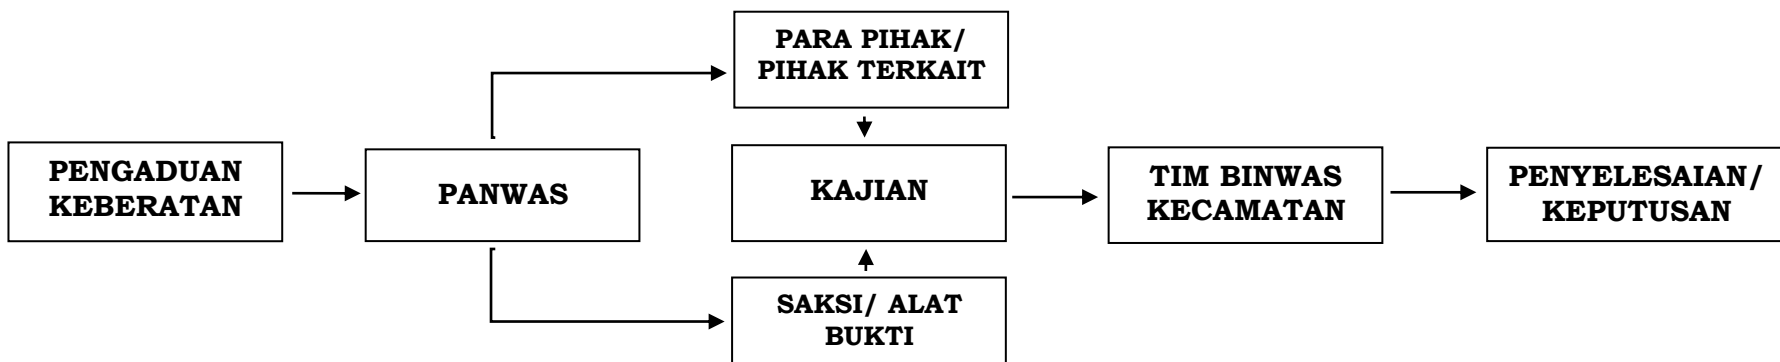 PENGADUAN
KEBERATAN
PANWAS
PARA PIHAK/
PIHAK TERKAIT
KAJIAN
SAKSI/ ALAT
BUKTI
TIM BINWAS
KECAMATAN
PENYELESAIAN/
KEPUTUSAN